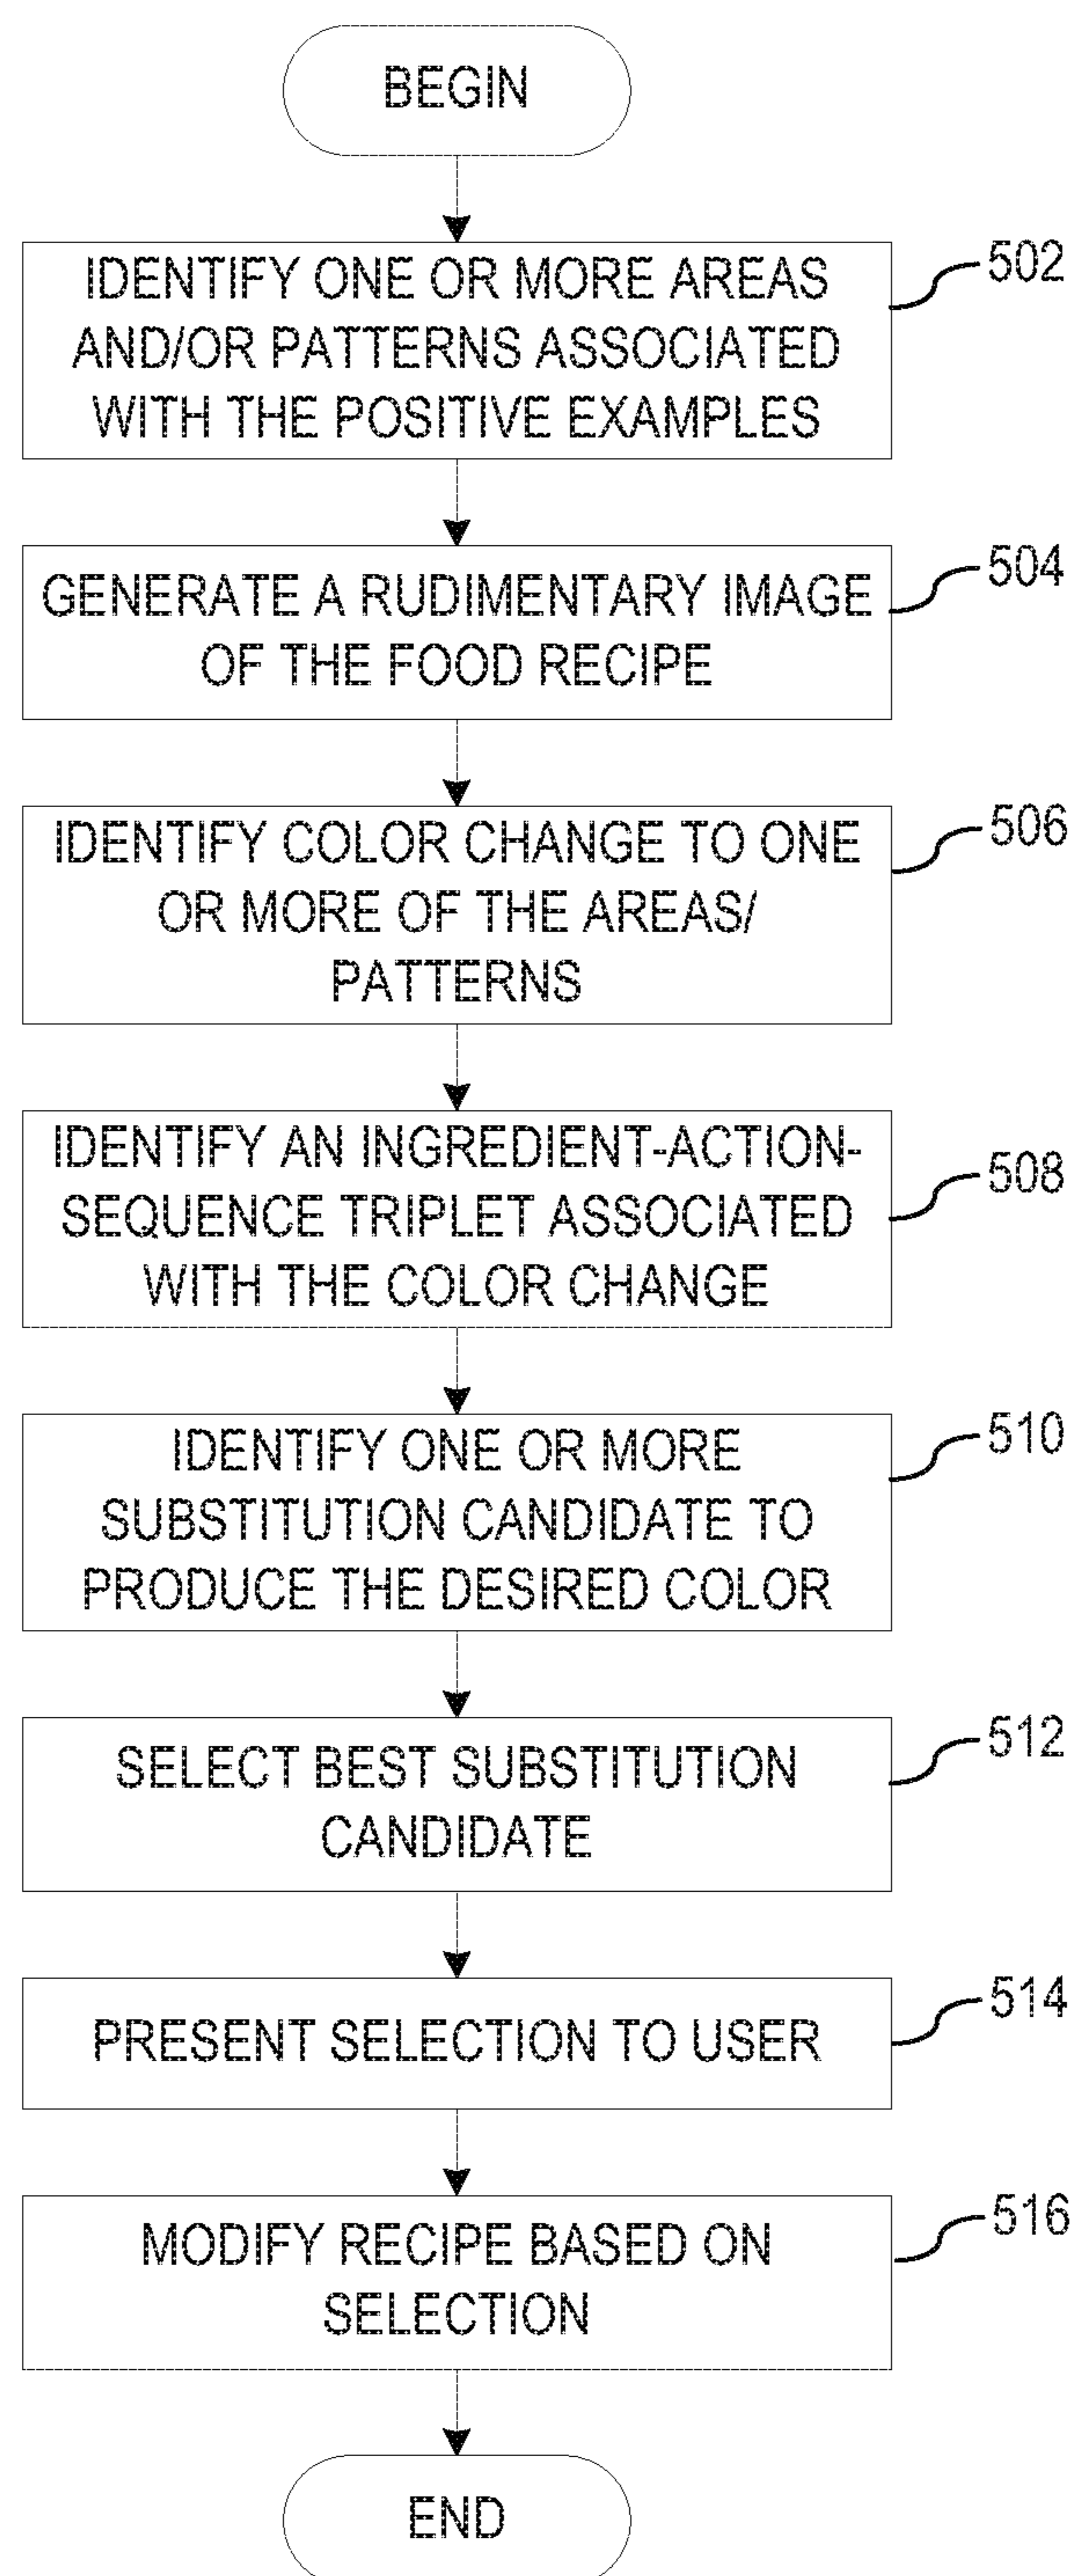 BEGIN
IDENTIFY ONE OR MORE AREAS
AND/OR PATTERNS ASSOCIATED
WITH THE POSITIVE EXAMPLES
502
GENERATE A RUDIMENTARY IMAGE
OF THE FOOD RECIPE
504
IDENTIFY COLOR CHANGE TO ONE
OR MORE OF THE AREAS/
PATTERNS
506
IDENTIFY AN INGREDIENT-ACTION-
SEQUENCE TRIPLET ASSOCIATED
WITH THE COLOR CHANGE
508
IDENTIFY ONE OR MORE
SUBSTITUTION CANDIDATE TO
PRODUCE THE DESIRED COLOR
510
SELECT BEST SUBSTITUTION
CANDIDATE
512
PRESENT SELECTION TO USER
514
MODIFY RECIPE BASED ON
SELECTION
516
END